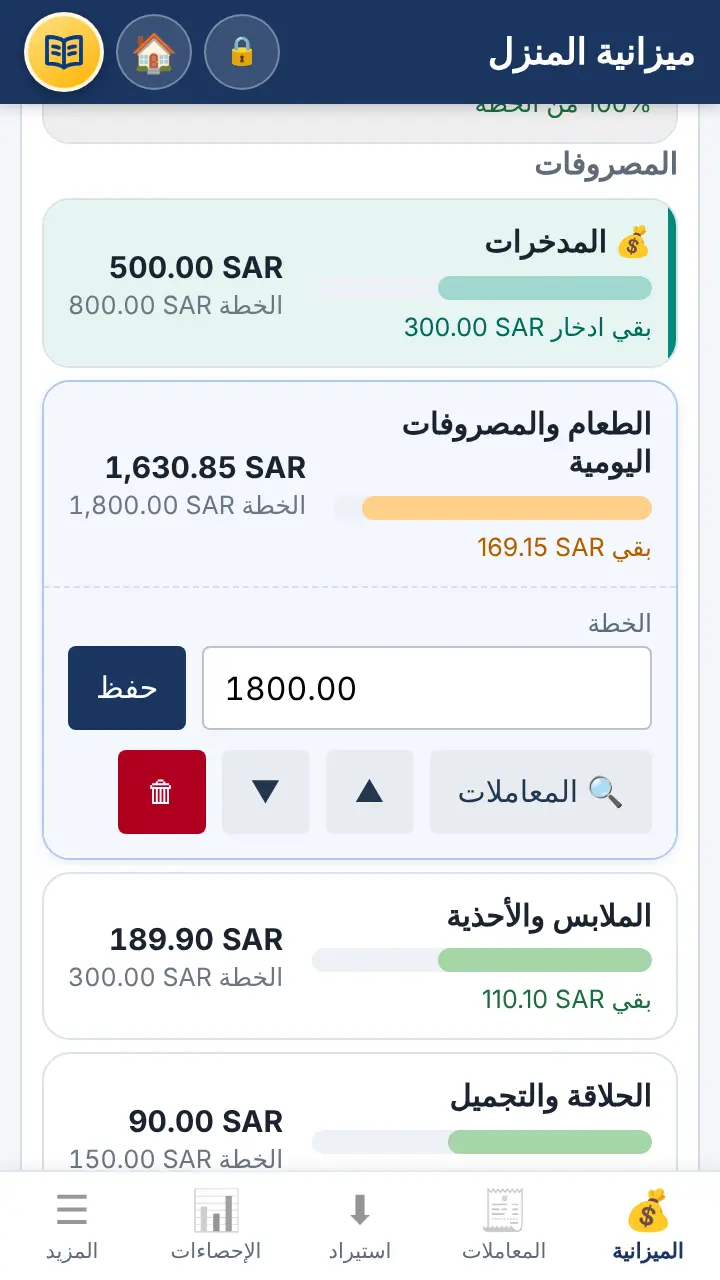 ميزانية المنزل
100% من الخطة
المصروفات
المدخرات
500.00 SAR
الخطة 800.00 SAR
بقي ادخار 300.00 SAR
الطعام والمصروفات
اليومية
1,630.85 SAR
الخطة 1,800.00 SAR
بقي 169.15 SAR
الخطة
1800.00
حفظ
المعاملات
الملابس والأحذية
189.90 SAR
الخطة 300.00 SAR
بقي 110.10 SAR
الحلاقة والتجميل
90.00 SAR
الخطة 150.00 SAR
الميزانية
المعاملات
استيراد
الإحصاءات
المزيد